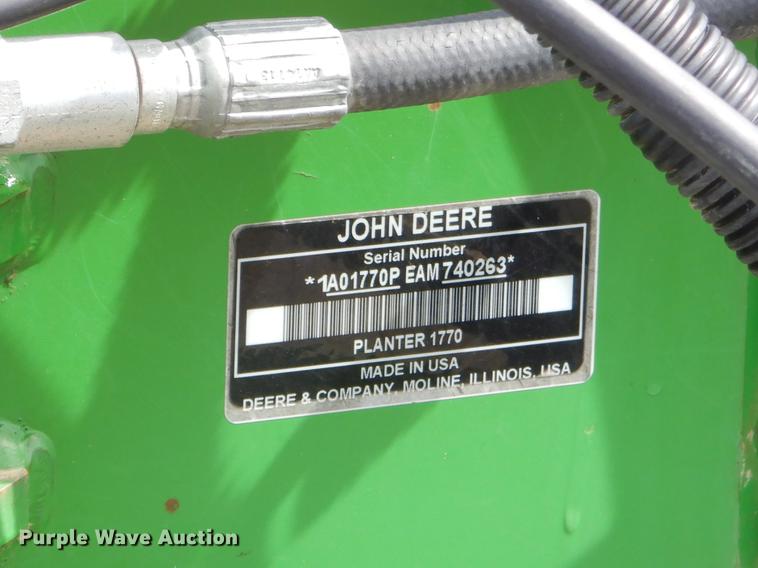 JOHN DEERE
Serial Number
*1A01770P EAM740263*
PLANTER 1770
MADE IN USA
DEERE & COMPANY, MOLINE, ILLINOIS, USA
Purple Wave Auction